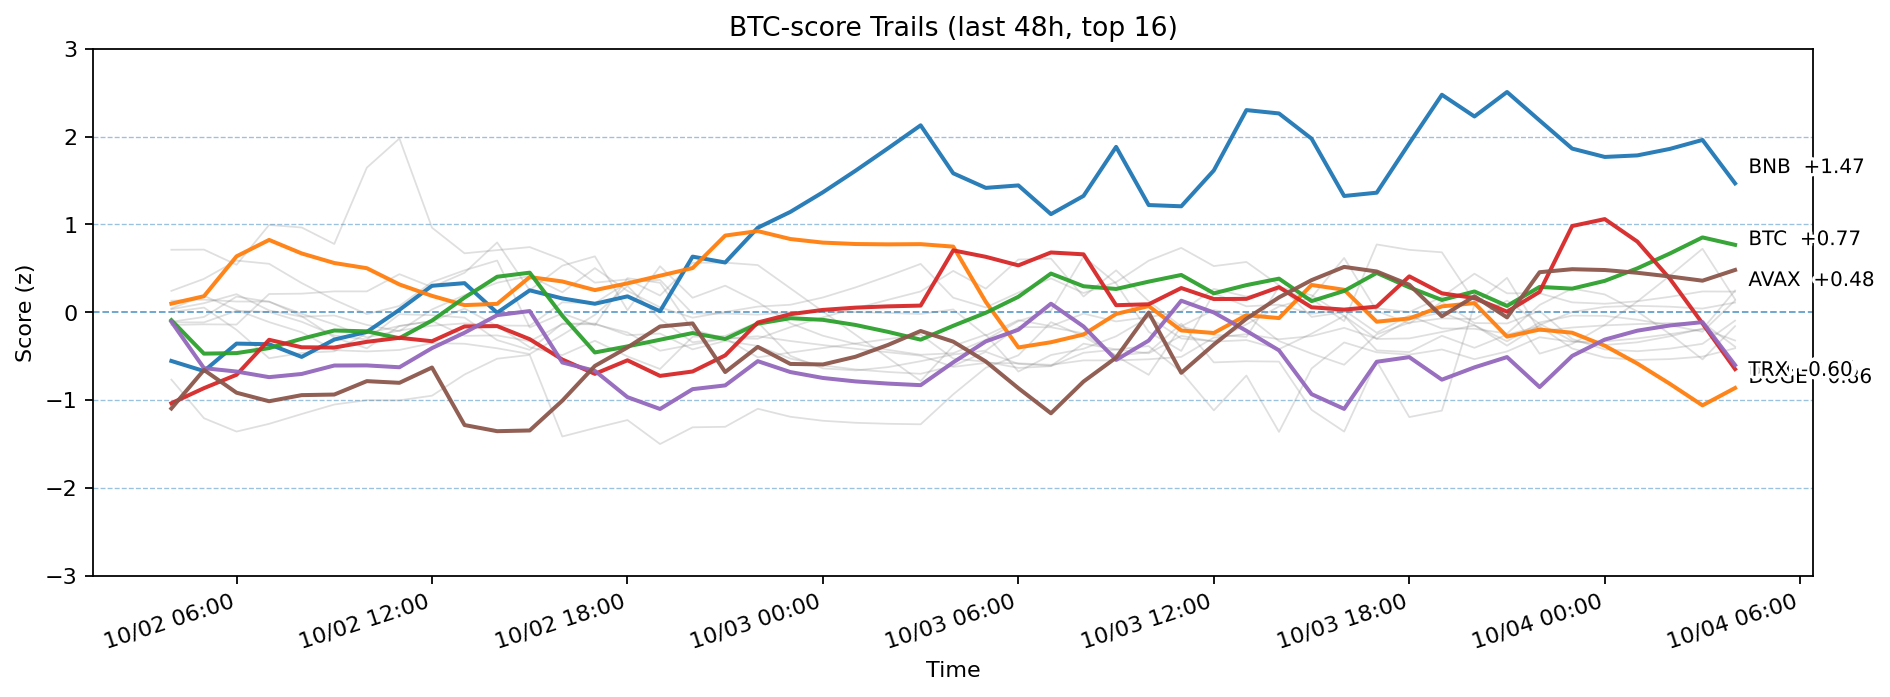 BTC-score Trails (last 48h, top 16)
Score (z)
3
2
1
0
−1
−2
−3
BNB +1.47
BTC +0.77
AVAX +0.48
TRX -0.60
DOGE -0.86
10/02 06:00
10/02 12:00
10/02 18:00
10/03 00:00
10/03 06:00
10/03 12:00
10/03 18:00
10/04 00:00
10/04 06:00
Time